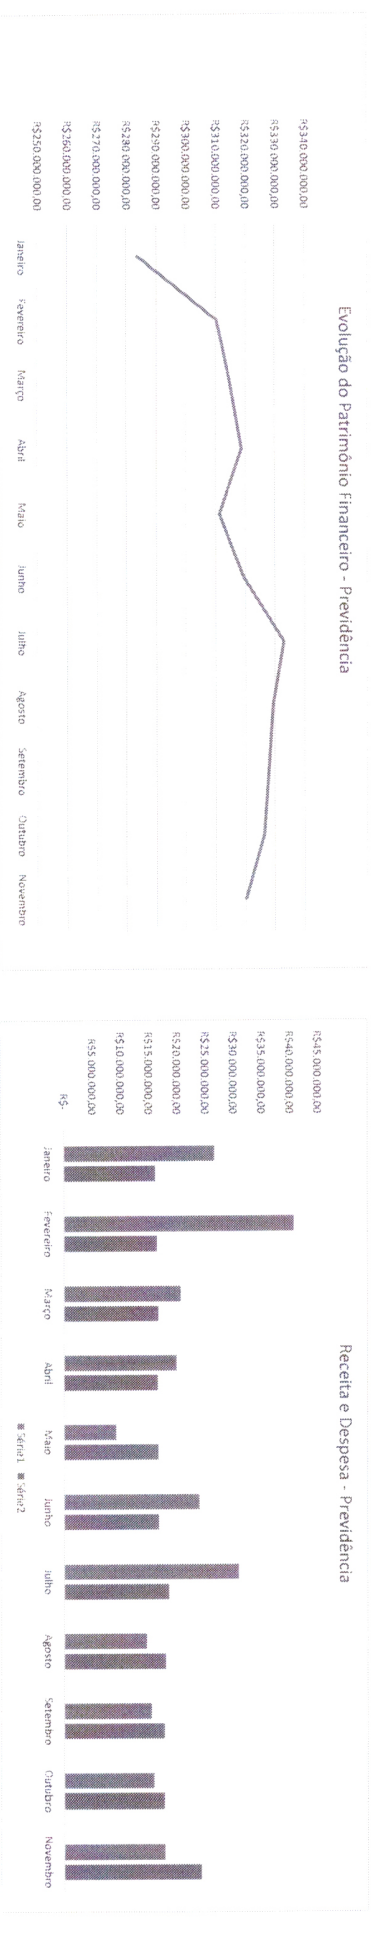 Evolução do Patrimônio Financeiro - Previdência
R$340.000.000,00
R$330.000.000,00
R$320.000.000,00
R$310.000.000,00
R$300.000.000,00
R$290.000.000,00
R$280.000.000,00
R$270.000.000,00
R$260.000.000,00
R$250.000.000,00
Janeiro Fevereiro Março Abril Maio Junho Julho Agosto Setembro Outubro Novembro
Receita e Despesa - Previdência
R$45.000.000,00
R$40.000.000,00
R$35.000.000,00
R$30.000.000,00
R$25.000.000,00
R$20.000.000,00
R$15.000.000,00
R$10.000.000,00
R$5.000.000,00
R$-
Janeiro Fevereiro Março Abril Maio Junho Julho Agosto Setembro Outubro Novembro
Série1 Série2